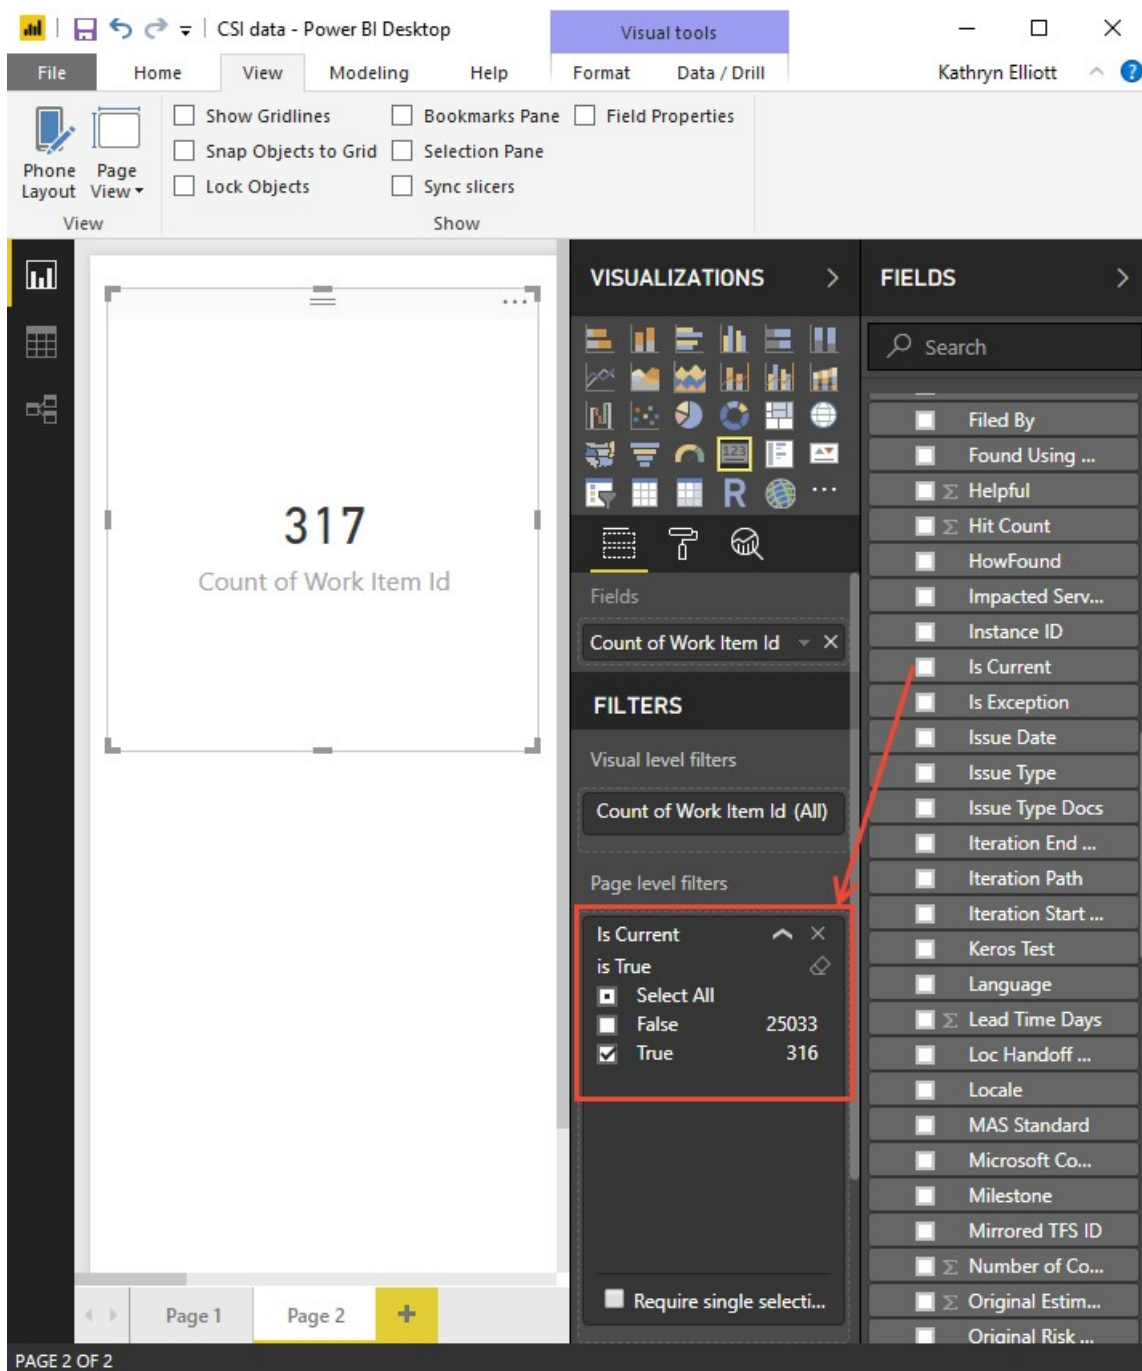 CSI data - Power BI Desktop
Visual tools
File
Home
View
Modeling
Help
Format
Data / Drill
Kathryn Elliott
?
Phone Layout
Page View
Show Gridlines
Snap Objects to Grid
Lock Objects
Bookmarks Pane
Selection Pane
Sync slicers
Field Properties
View
Show
317
Count of Work Item Id
VISUALIZATIONS
123
R
Fields
Count of Work Item Id
FILTERS
Visual level filters
Count of Work Item Id (All)
Page level filters
Is Current
is True
Select All
False 25033
True 316
Require single selecti...
FIELDS
Search
Filed By
Found Using ...
Σ Helpful
Σ Hit Count
HowFound
Impacted Serv...
Instance ID
Is Current
Is Exception
Issue Date
Issue Type
Issue Type Docs
Iteration End ...
Iteration Path
Iteration Start ...
Keros Test
Language
Σ Lead Time Days
Loc Handoff ...
Locale
MAS Standard
Microsoft Co...
Milestone
Mirrored TFS ID
Σ Number of Co...
Σ Original Estim...
Original Risk ...
Page 1
Page 2
+
PAGE 2 OF 2